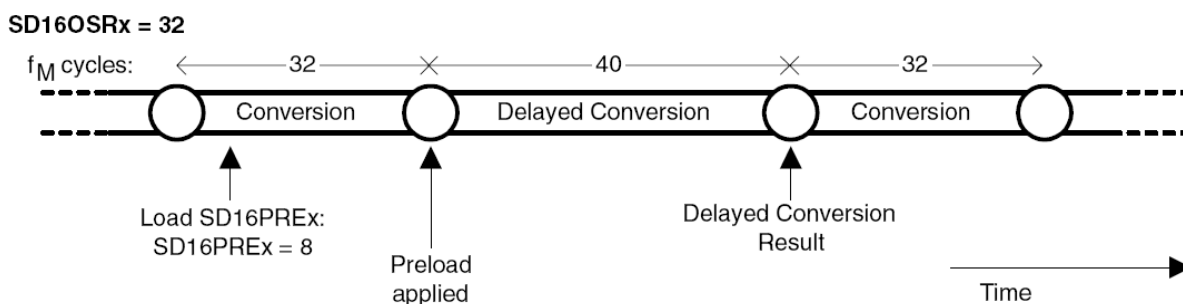 SD16OSRx = 32
fM cycles:
32
40
32
Conversion
Delayed Conversion
Conversion
Load SD16PREx:
SD16PREx = 8
Preload
applied
Delayed Conversion
Result
Time